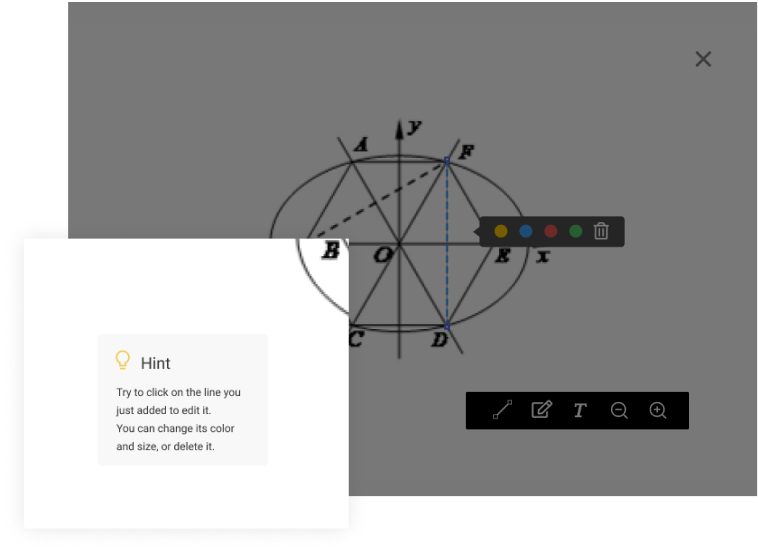 y
A
F
B
O
E
x
C
D
T
Hint
Try to click on the line you
just added to edit it.
You can change its color
and size, or delete it.